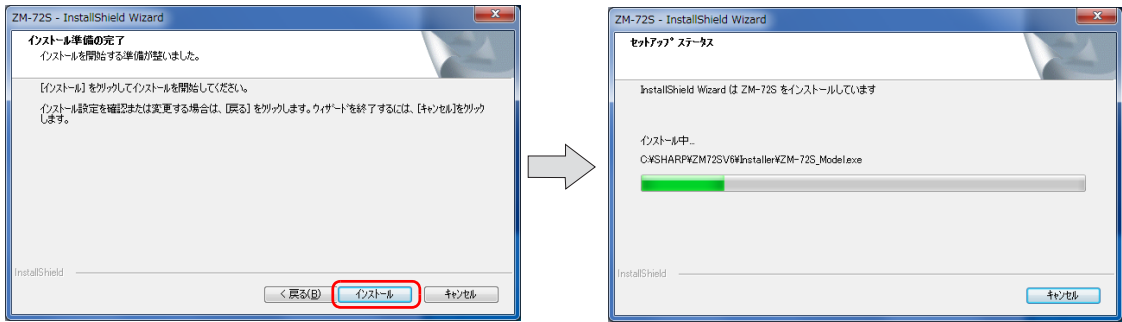 ZM-72S - InstallShield Wizard
インストール準備の完了
インストールを開始する準備が整いました。
[インストール] をクリックしてインストールを開始してください。
インストール設定を確認または変更する場合は、[戻る] をクリックします。ウィザードを終了するには、[キャンセル]をクリック
します。
InstallShield
< 戻る(B)
インストール
キャンセル
ZM-72S - InstallShield Wizard
セットアップ ステータス
InstallShield Wizard は ZM-72S をインストールしています
インストール中...
C:¥SHARP¥ZM72SV6¥Installer¥ZM-72S_Model.exe
InstallShield
キャンセル